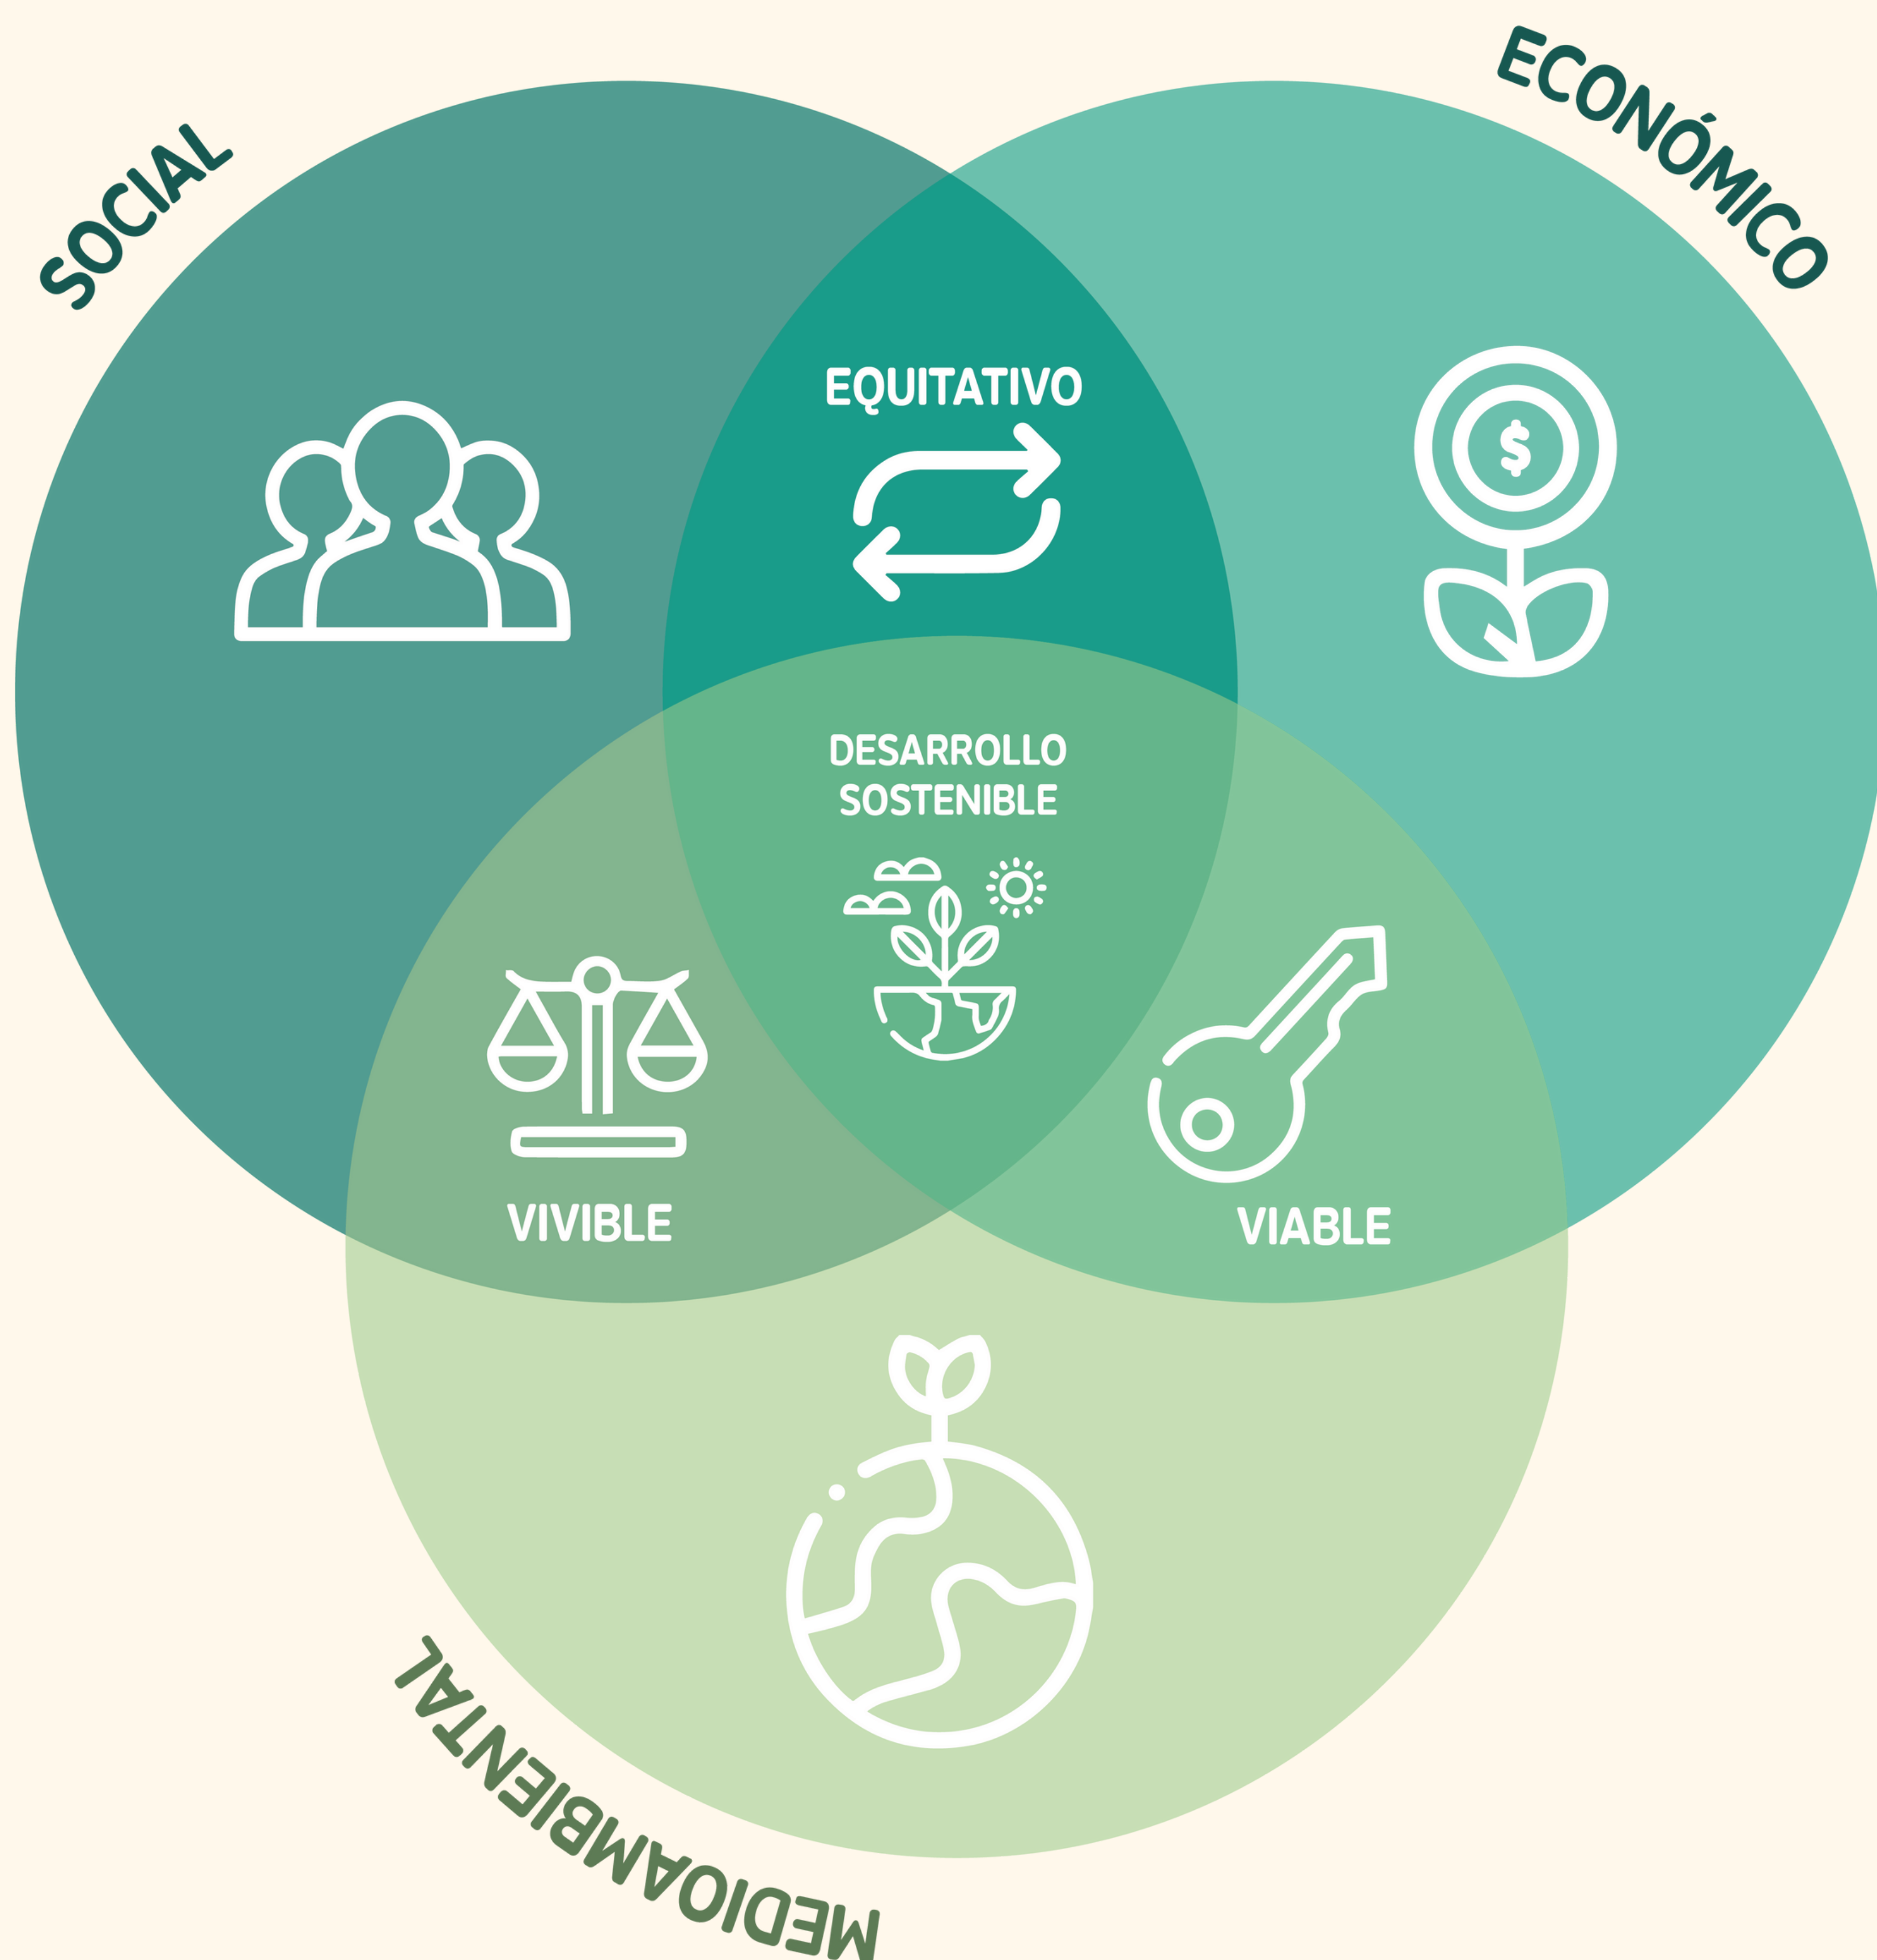 SOCIAL
ECONÓMICO
EQUITATIVO
$
DESARROLLO
SOSTENIBLE
VIVIBLE
VIABLE
MEDIOAMBIENTAL